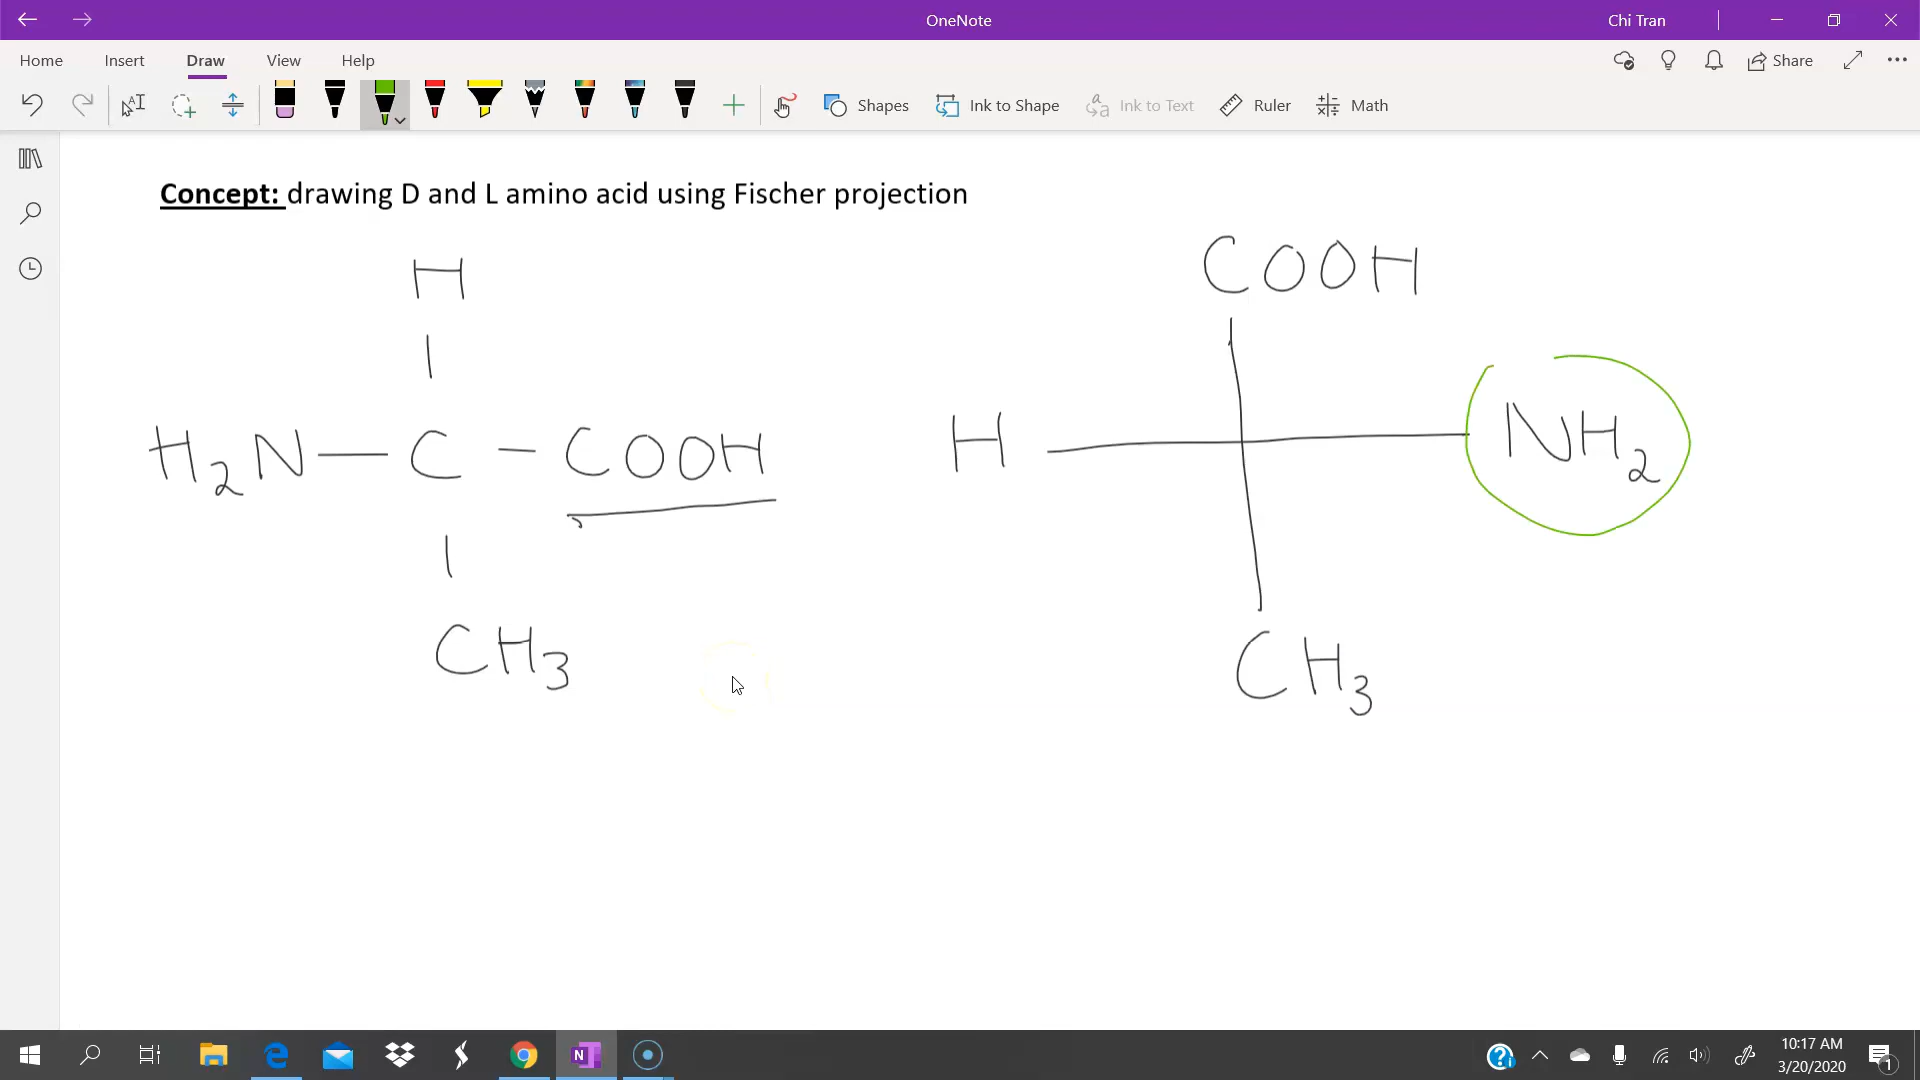 OneNote
Chi Tran
Home Insert Draw View Help
Share
Shapes Ink to Shape Ink to Text Ruler Math
Concept: drawing D and L amino acid using Fischer projection
H
H₂N — C — COOH
CH₃
COOH
H NH₂
CH₃
10:17 AM
3/20/2020
1